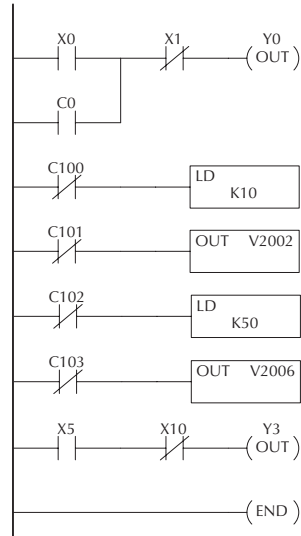 X0 X1 Y0
OUT
C0
C100
LD
K10
C101
OUT V2002
C102
LD
K50
C103
OUT V2006
X5 X10 Y3
OUT
END